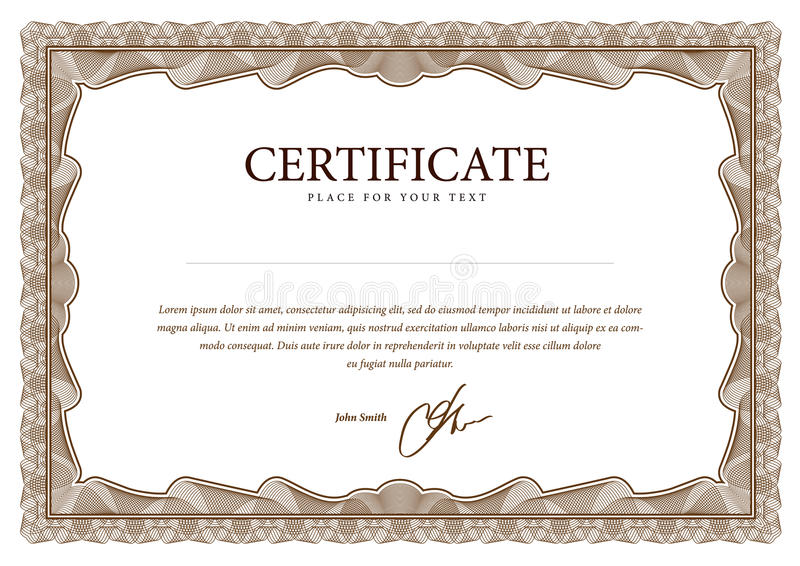 CERTIFICATE
PLACE FOR YOUR TEXT
dreamstime
Lorem ipsum dolor sit amet, consectetur adipisicing elit, sed do eiusmod tempor incididunt ut labore et dolore
magna aliqua. Ut enim ad minim veniam, quis nostrud exercitation ullamco laboris nisi ut aliquip ex ea com-
modo consequat. Duis aute irure dolor in reprehenderit in voluptate velit esse cillum dolore
eu fugiat nulla pariatur.
John Smith